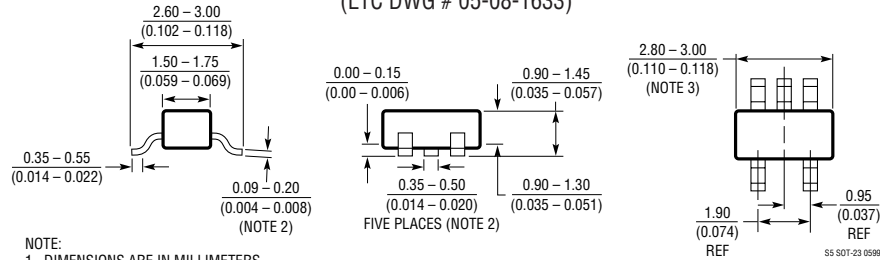 (LTC DWG # 05-08-1633)
2.60 – 3.00
(0.102 – 0.118)
1.50 – 1.75
(0.059 – 0.069)
0.35 – 0.55
(0.014 – 0.022)
0.09 – 0.20
(0.004 – 0.008)
(NOTE 2)
0.00 – 0.15
(0.00 – 0.006)
0.90 – 1.45
(0.035 – 0.057)
0.35 – 0.50
(0.014 – 0.020)
FIVE PLACES (NOTE 2)
0.90 – 1.30
(0.035 – 0.051)
2.80 – 3.00
(0.110 – 0.118)
(NOTE 3)
1.90
(0.074)
REF
0.95
(0.037)
REF
NOTE:
1. DIMENSIONS ARE IN MILLIMETERS
S5 SOT-23 0599